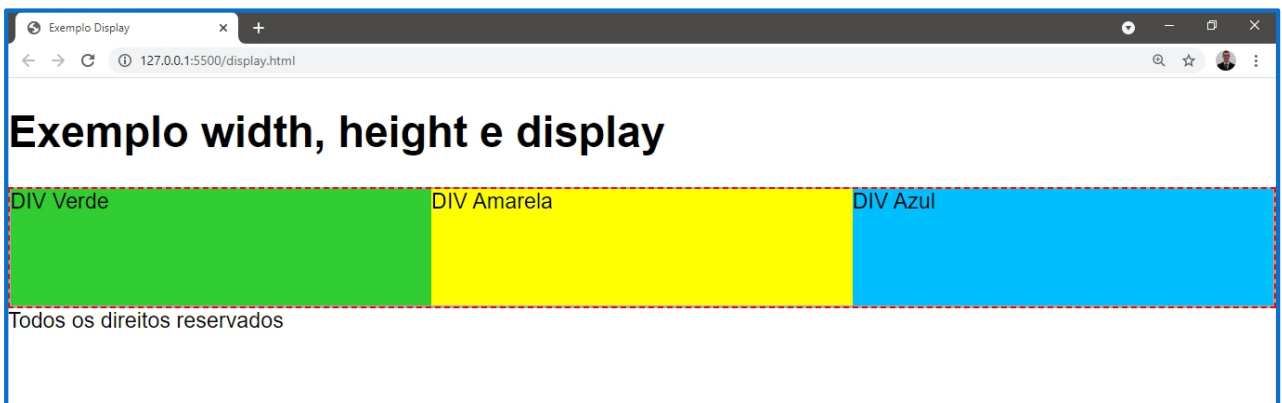 Exemplo Display
127.0.0.1:5500/display.html
Exemplo width, height e display
DIV Verde
DIV Amarela
DIV Azul
Todos os direitos reservados